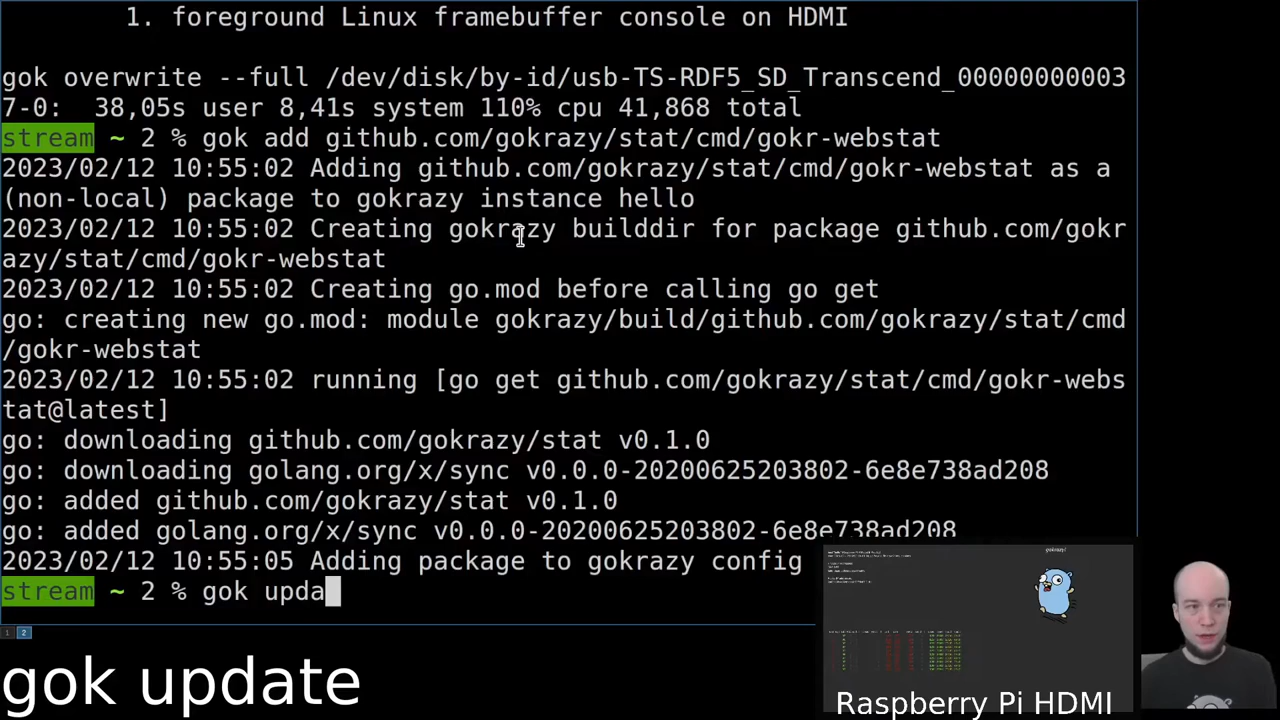 1. foreground Linux framebuffer console on HDMI
gok overwrite --full /dev/disk/by-id/usb-TS-RDF5_SD_Transcend_00000000003
7-0:  38,05s user 8,41s system 110% cpu 41,868 total
stream ~ 2 % gok add github.com/gokrazy/stat/cmd/gokr-webstat
2023/02/12 10:55:02 Adding github.com/gokrazy/stat/cmd/gokr-webstat as a
(non-local) package to gokrazy instance hello
2023/02/12 10:55:02 Creating gokrazy builddir for package github.com/gokr
azy/stat/cmd/gokr-webstat
2023/02/12 10:55:02 Creating go.mod before calling go get
go: creating new go.mod: module gokrazy/build/github.com/gokrazy/stat/cmd
/gokr-webstat
2023/02/12 10:55:02 running [go get github.com/gokrazy/stat/cmd/gokr-webs
tat@latest]
go: downloading github.com/gokrazy/stat v0.1.0
go: downloading golang.org/x/sync v0.0.0-20200625203802-6e8e738ad208
go: added github.com/gokrazy/stat v0.1.0
go: added golang.org/x/sync v0.0.0-20200625203802-6e8e738ad208
2023/02/12 10:55:05 Adding package to gokrazy config
stream ~ 2 % gok upda
1 2
gokrazy!
gok update
Raspberry Pi HDMI